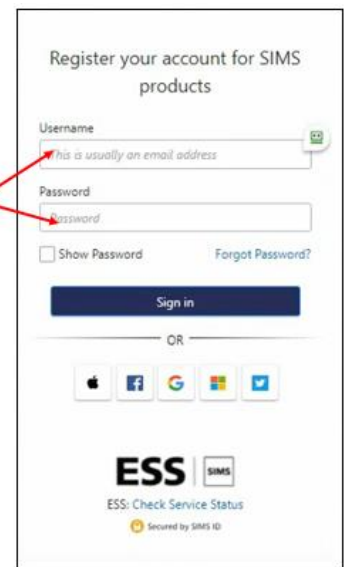 Register your account for SIMS
products
Username
This is usually an email address
Password
Password
Show Password Forgot Password?
Sign in
OR
ESS SIMS
ESS: Check Service Status
Secured by SIMS ID